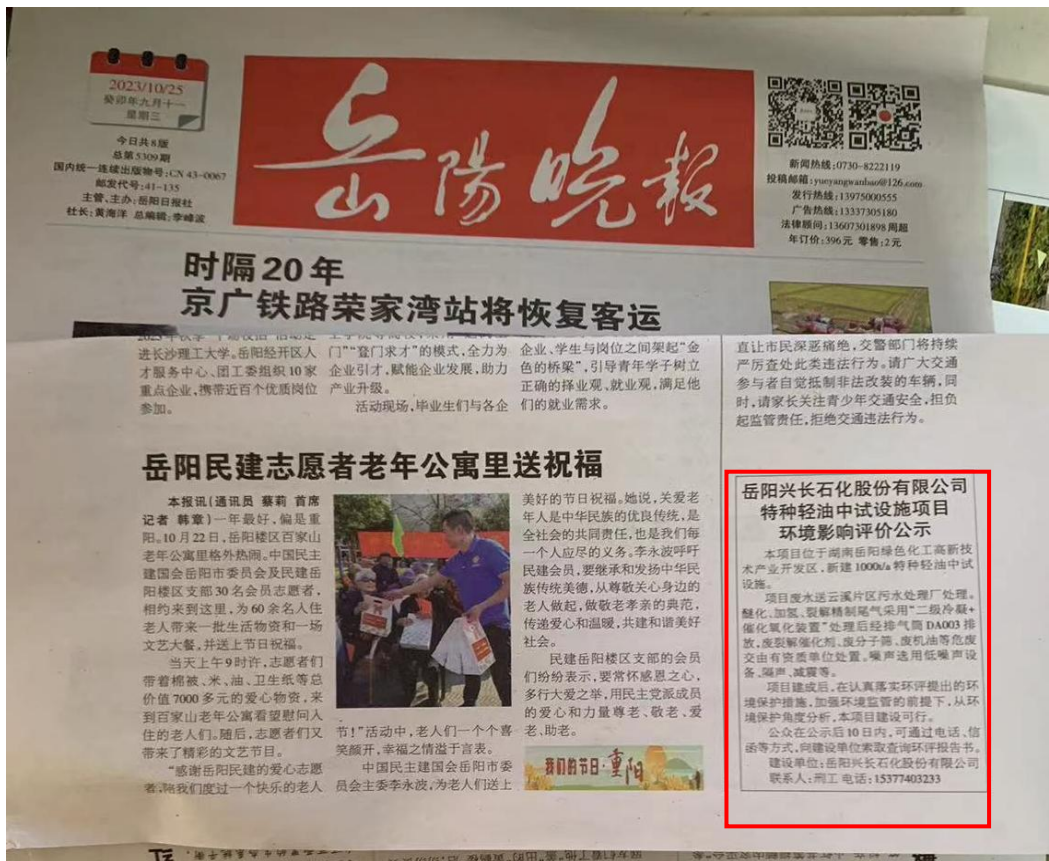 2023/10/25
癸卯年九月十一
星期三
今日共8版
总第5309期
国内统一连续出版物号:CN 43-0067
邮发代号:41-135
主管、主办:岳阳日报社
社长:黄海洋 总编辑:李峰波
岳陽晚报
新闻热线:0730-8222119
投稿邮箱:yueyangwanbao@126.com
发行热线:13975000555
广告热线:13337305180
法律顾问:13607301898 周超
年订价:396元 零售:2元
时隔20年
京广铁路荣家湾站将恢复客运
进长沙理工大学。岳阳经开区人
才服务中心、团工委组织10家
重点企业,携带近百个优质岗位
参加。
门”“登门求才”的模式,全力为
企业引才,赋能企业发展,助力
产业升级。
活动现场,毕业生们与各企
企业、学生与岗位之间架起“金
色的桥梁”,引导青年学子树立
正确的择业观、就业观,满足他
们的就业需求。
直让市民深恶痛绝,交警部门将持续
严厉查处此类违法行为。请广大交通
参与者自觉抵制非法改装的车辆,同
时,请家长关注青少年交通安全,担负
起监管责任,拒绝交通违法行为。
岳阳民建志愿者老年公寓里送祝福
本报讯(通讯员 蔡莉 首席
记者 韩章)一年最好,偏是重
阳。10月22日,岳阳楼区百家山
老年公寓里格外热闹。中国民主
建国会岳阳市委员会及民建岳
阳楼区支部30名会员志愿者,
相约来到这里,为60余名人住
老人带来一批生活物资和一场
文艺大餐,并送上节日祝福。
当天上午9时许,志愿者们
带着棉被、米、油、卫生纸等总
价值7000多元的爱心物资,来
到百家山老年公寓看望慰问人
住的老人们。随后,志愿者们又
带来了精彩的文艺节目。
“感谢岳阳民建的爱心志愿
者,陪我们度过一个快乐的老人
节!”活动中,老人们一个个喜
笑颜开,幸福之情溢于言表。
中国民主建国会岳阳市委
员会主委李永波,为老人们送上
美好的节日祝福。她说,关爱老
年人是中华民族的优良传统,是
全社会的共同责任,也是我们每
一个人应尽的义务。李永波呼吁
民建会员,要继承和发扬中华民
族传统美德,从尊敬关心身边的
老人做起,做敬老孝亲的典范,
传递爱心和温暖,共建和谐美好
社会。
民建岳阳楼区支部的会员
们纷纷表示,要常怀感恩之心,
多行大爱之举,用民主党派成员
的爱心和力量尊老、敬老、爱
老、助老。
我们的节日·重阳
岳阳兴长石化股份有限公司
特种轻油中试设施项目
环境影响评价公示
本项目位于湖南岳阳绿色化工高新技
术产业开发区,新建1000t/a特种轻油中试
设施。
项目废水送云溪片区污水处理厂处理。
醚化、加氢、裂解精制尾气采用“二级冷凝+
催化氧化装置”处理后经排气筒DA003排
放,废裂解催化剂、废分子筛、废机油等危废
交由有资质单位处置。噪声选用低噪声设
备、隔声、减震等。
项目建成后,在认真落实环评提出的环
境保护措施,加强环境监管的前提下,从环
境保护角度分析,本项目建设可行。
公众在公示后10日内,可通过电话、信
函等方式,向建设单位索取查询环评报告书。
建设单位:岳阳兴长石化股份有限公司
联系人:邢工 电话:15377403233